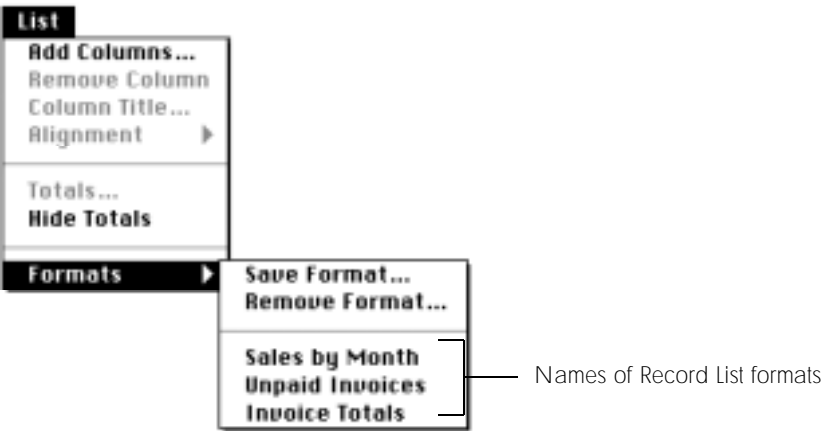 List
Add Columns...
Remove Column
Column Title...
Alignment
Totals...
Hide Totals
Formats
Save Format...
Remove Format...
Sales by Month
Unpaid Invoices
Invoice Totals
Names of Record List formats